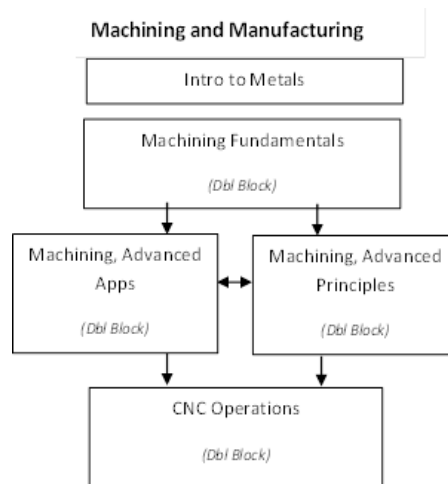 Machining and Manufacturing
Intro to Metals
Machining Fundamentals
(Dbl Block)
Machining, Advanced
Apps
(Dbl Block)
Machining, Advanced
Principles
(Dbl Block)
CNC Operations
(Dbl Block)